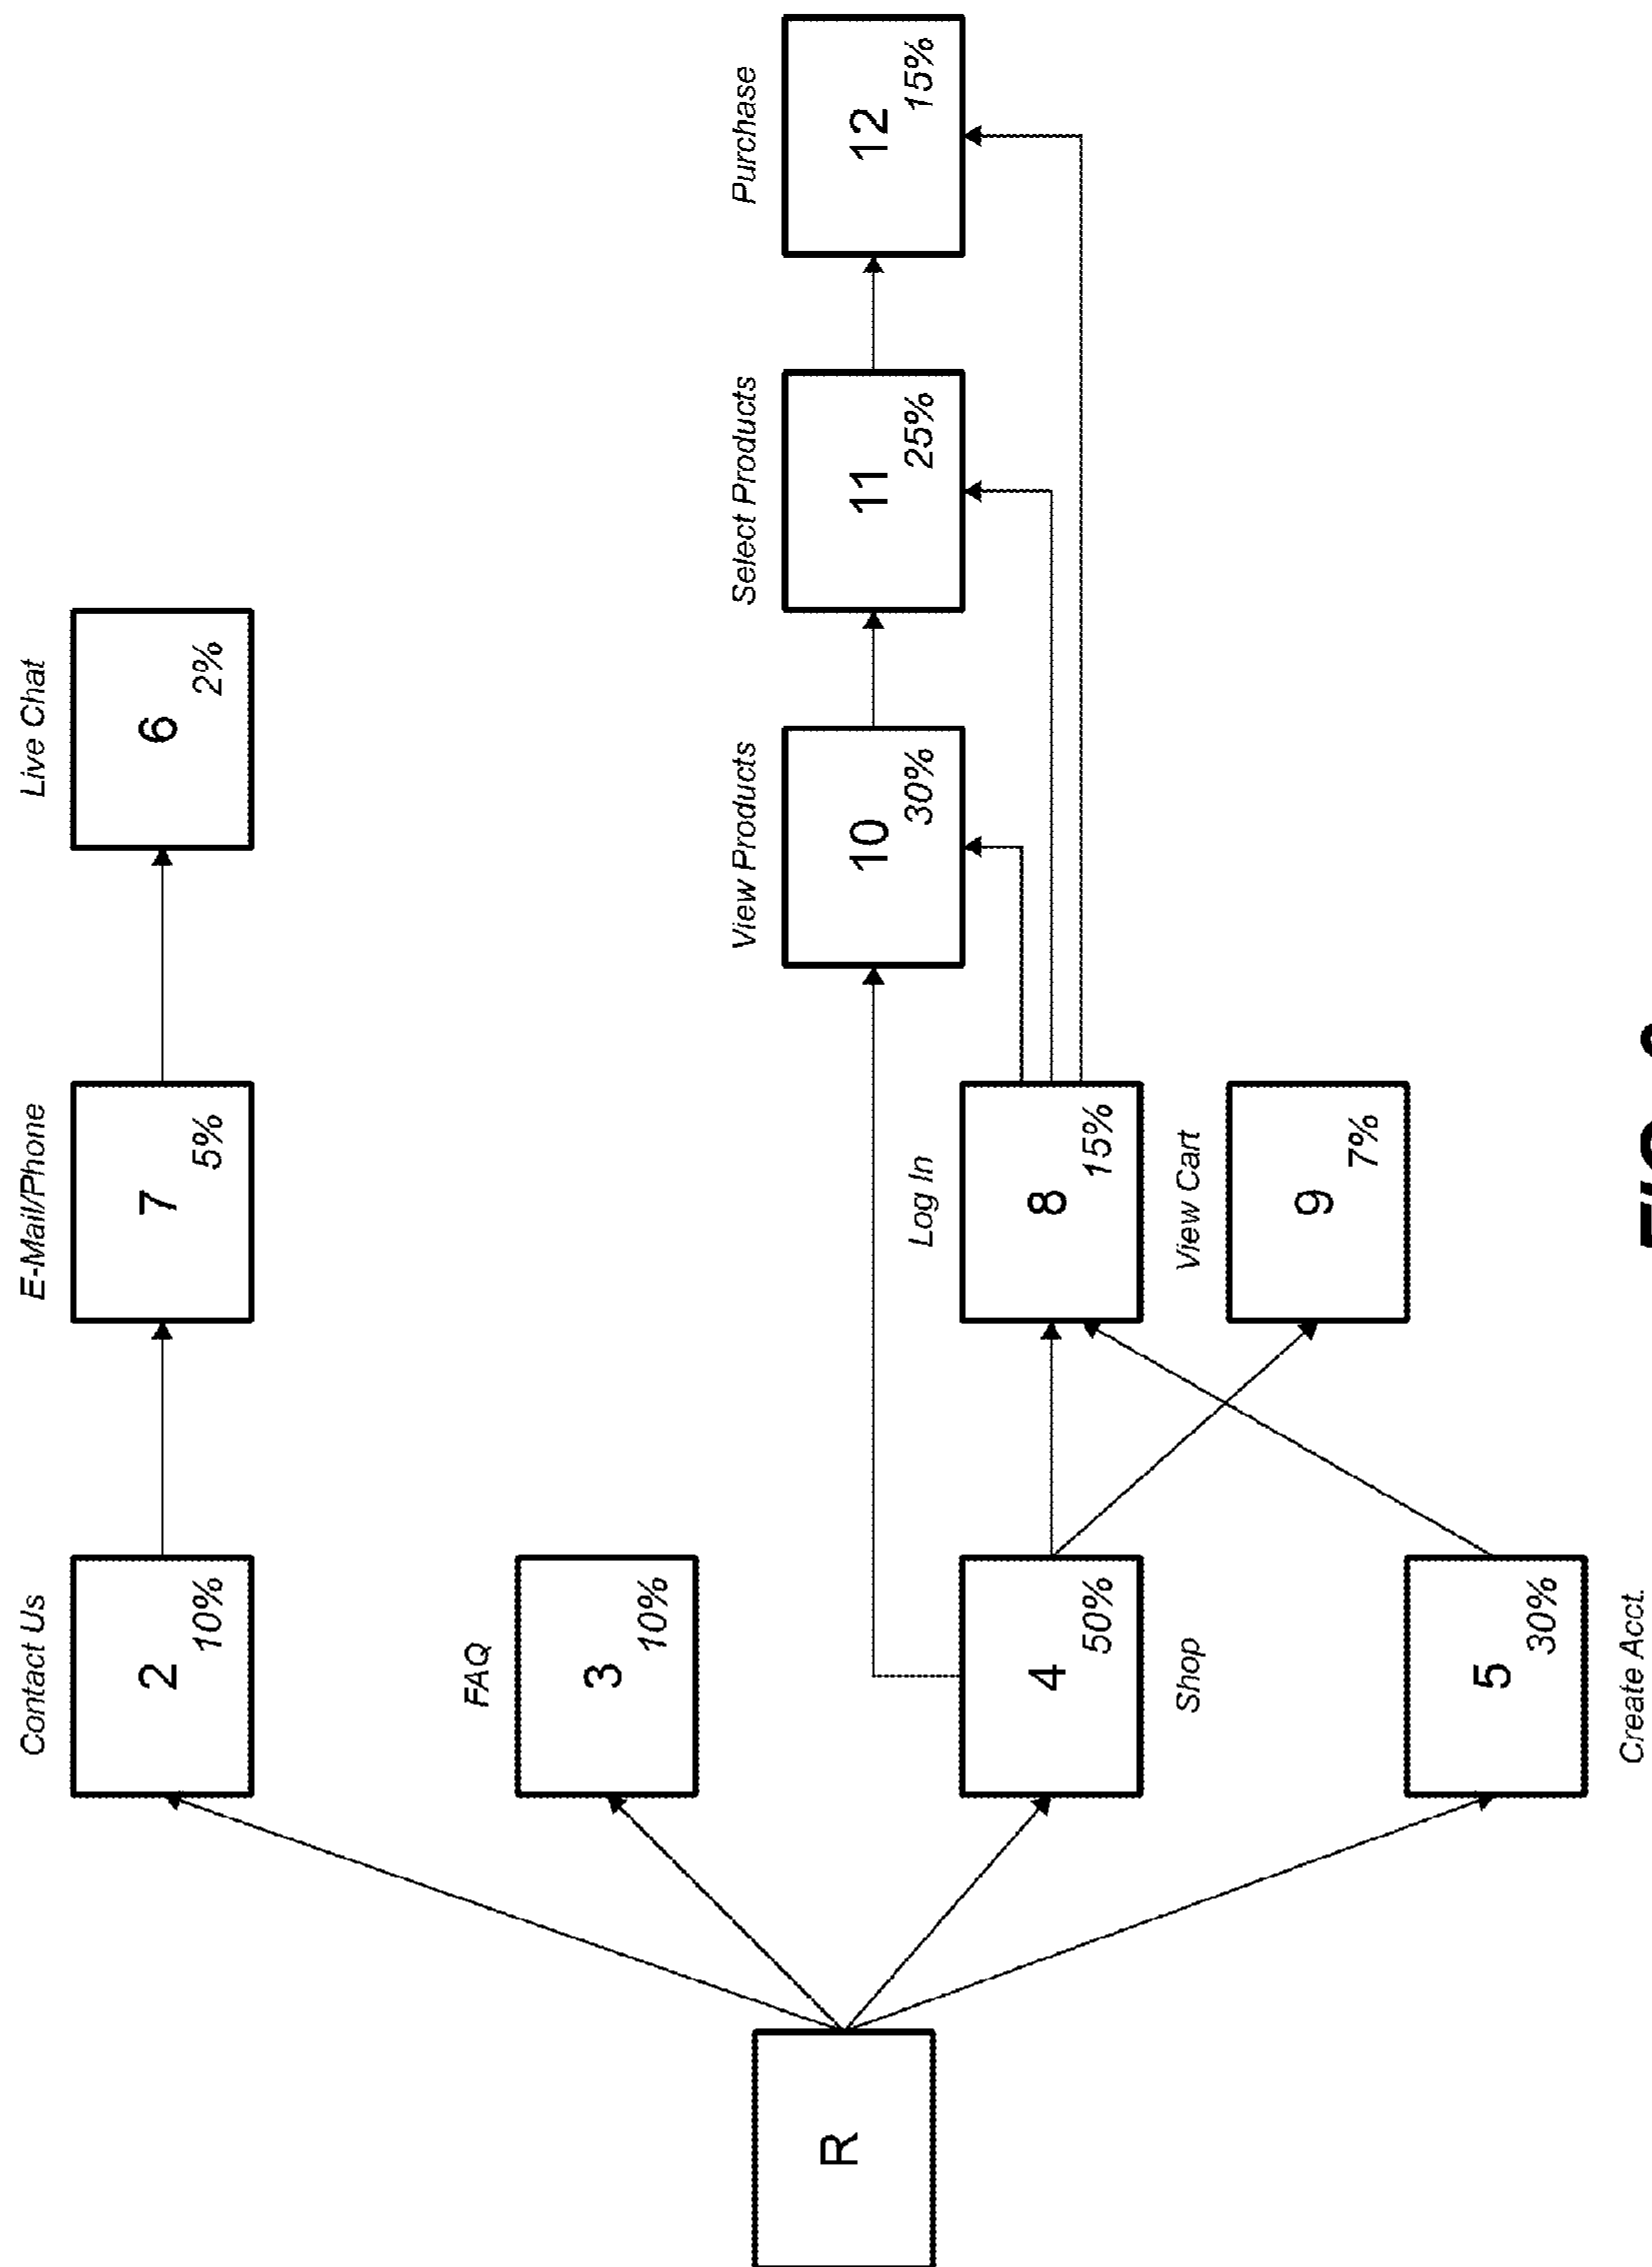 Contact Us
2
10%
E-Mail/Phone
7
5%
Live Chat
6
2%
FAQ
3
10%
View Products
10
30%
Select Products
11
25%
Purchase
12
15%
R
4
50%
Shop
Log In
8
15%
View Cart
9
7%
5
30%
Create Acct.